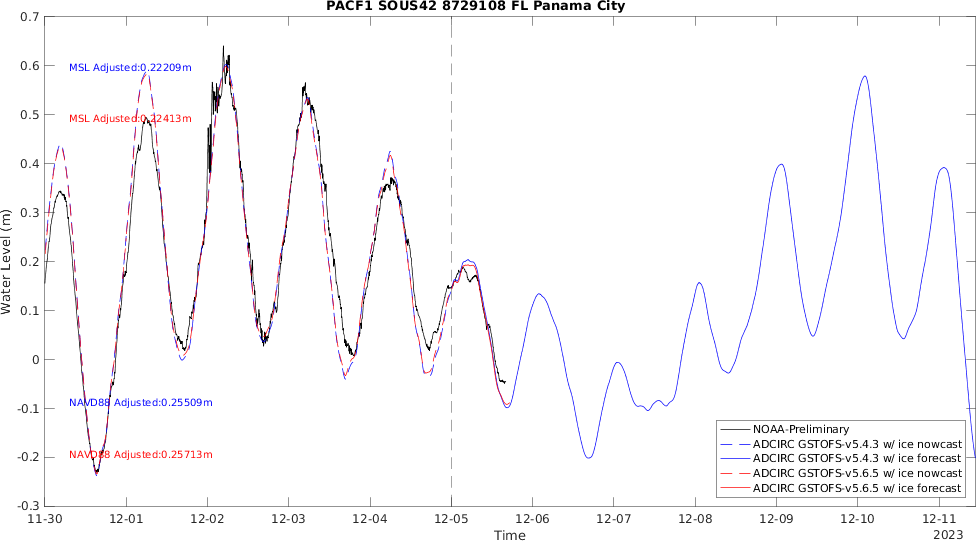 PACF1 SOUS42 8729108 FL Panama City
0.7
0.6
0.5
0.4
0.3
0.2
0.1
0
-0.1
-0.2
-0.3
Water Level (m)
MSL Adjusted:0.22209m
MSL Adjusted:0.22413m
NAVD88 Adjusted:0.25509m
NAVD88 Adjusted:0.25713m
NOAA-Preliminary
ADCIRC GSTOFS-v5.4.3 w/ ice nowcast
ADCIRC GSTOFS-v5.4.3 w/ ice forecast
ADCIRC GSTOFS-v5.6.5 w/ ice nowcast
ADCIRC GSTOFS-v5.6.5 w/ ice forecast
11-30 12-01 12-02 12-03 12-04 12-05 12-06 12-07 12-08 12-09 12-10 12-11
2023
Time